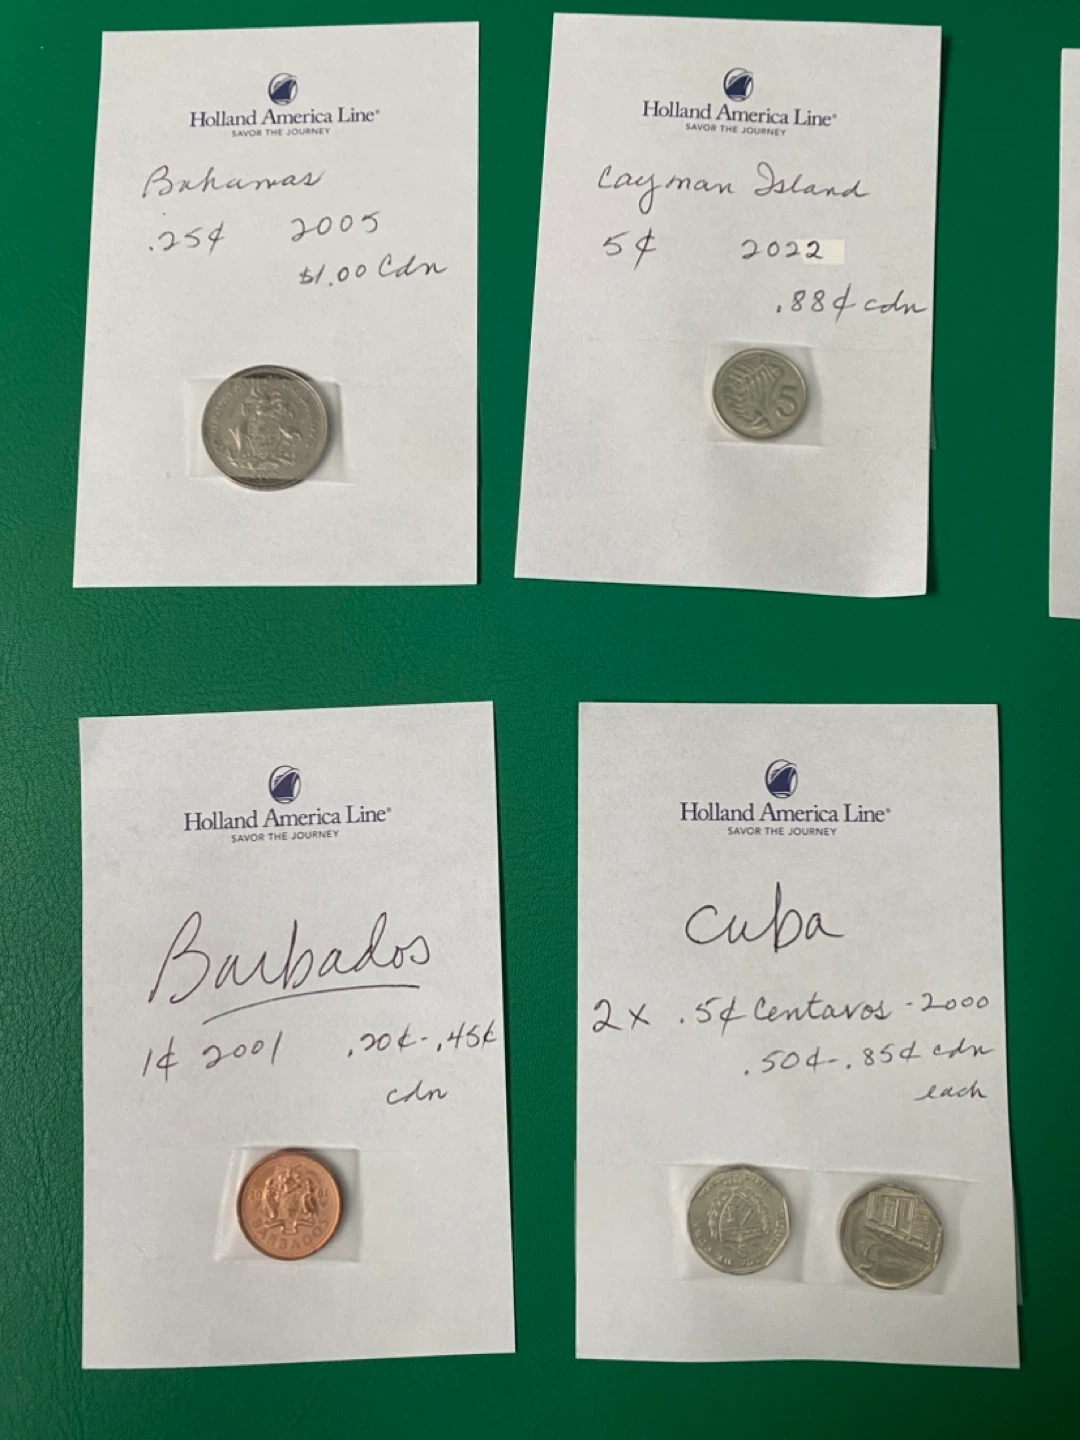 Holland America Line®
SAVOR THE JOURNEY
Bahamas
.25¢ 2005
$1.00 Cdn
Holland America Line®
SAVOR THE JOURNEY
Cayman Island
5¢ 2022
.88¢ cdn
5
Holland America Line®
SAVOR THE JOURNEY
Barbados
1¢ 2001 .20¢-.45¢
cdn
BARBADOS
Holland America Line®
SAVOR THE JOURNEY
Cuba
2x .5¢ Centavos - 2000
.50¢-.85¢ cdn
each
5